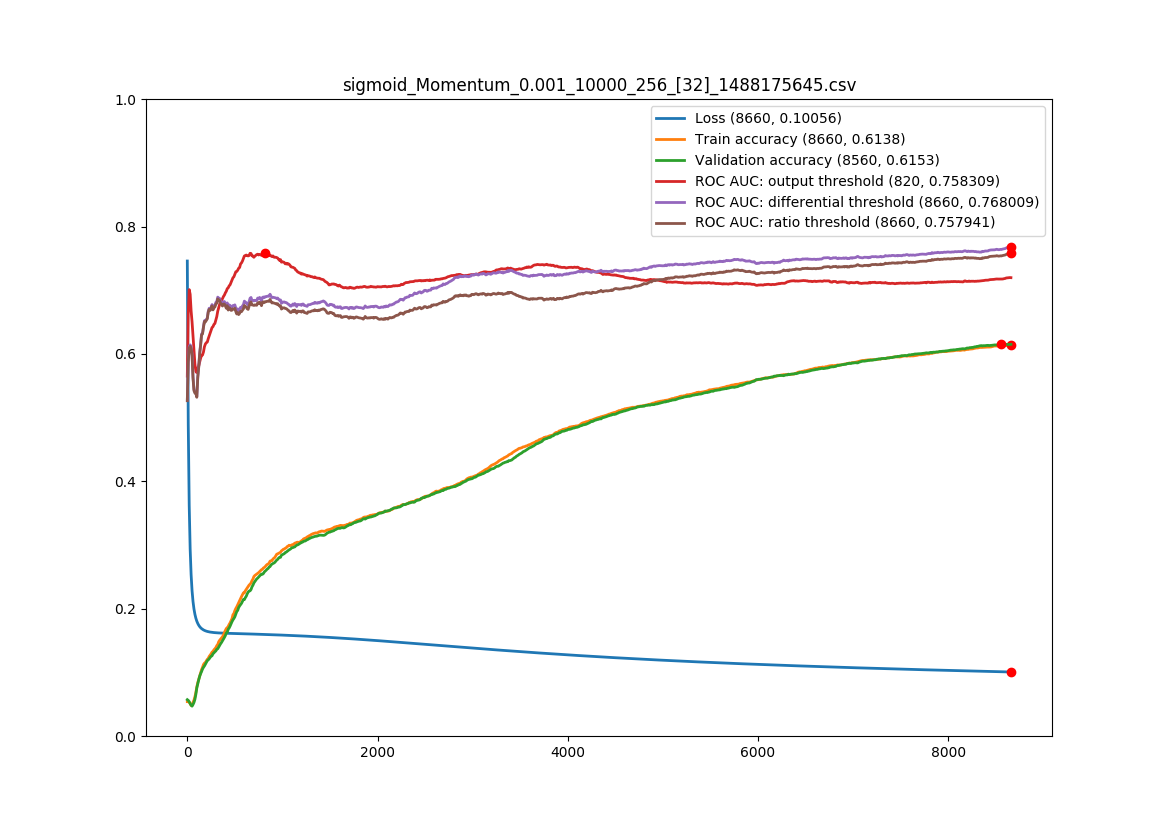 sigmoid_Momentum_0.001_10000_256_[32]_1488175645.csv
1.0
Loss (8660, 0.10056)
Train accuracy (8660, 0.6138)
Validation accuracy (8560, 0.6153)
ROC AUC: output threshold (820, 0.758309)
ROC AUC: differential threshold (8660, 0.768009)
ROC AUC: ratio threshold (8660, 0.757941)
0.8
0.6
0.4
0.2
0.0
0 2000 4000 6000 8000